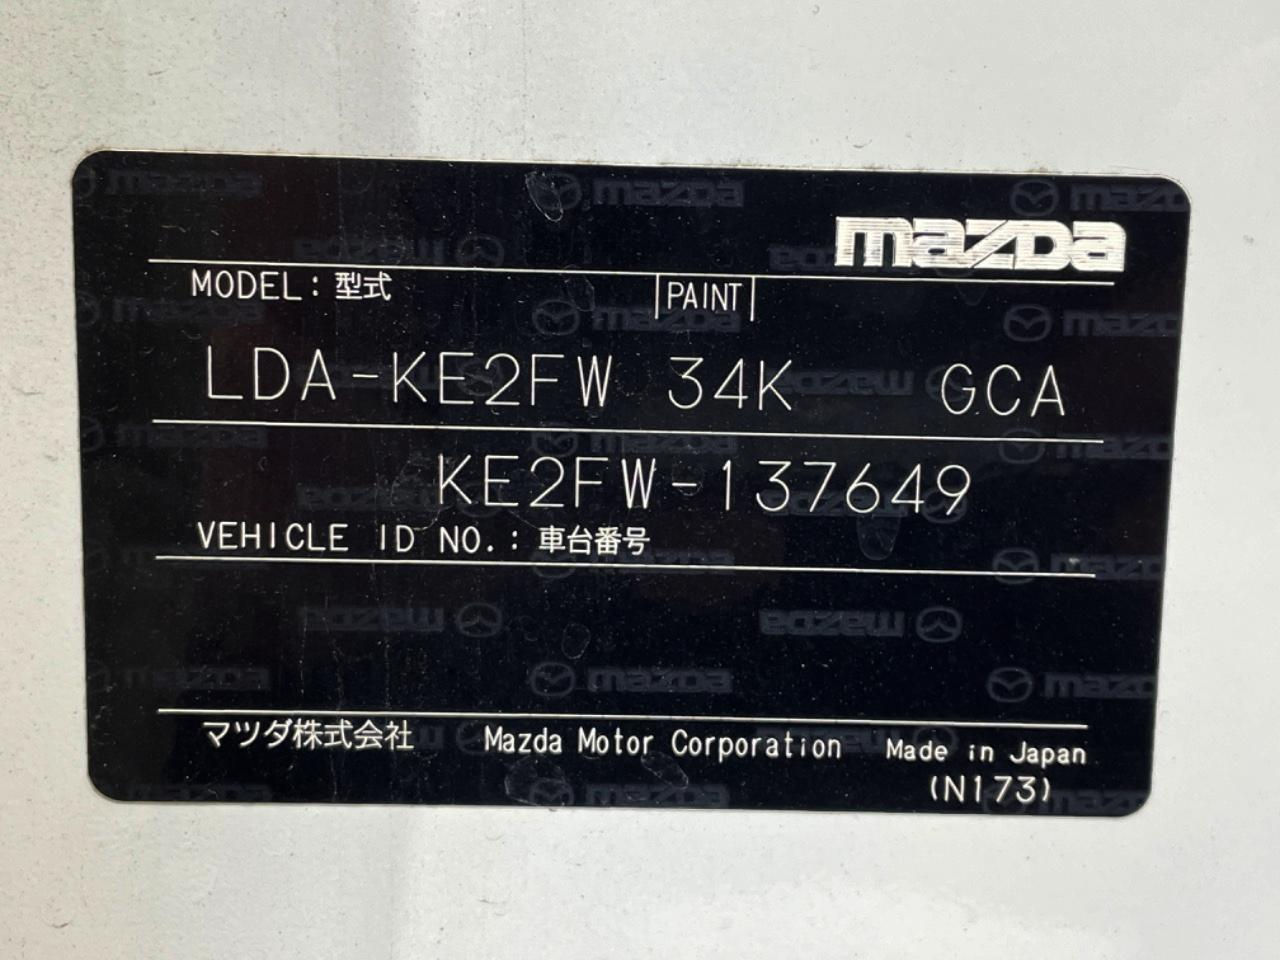 mazda
MODEL: 型式 PAINT
LDA-KE2FW 34K GCA
KE2FW-137649
VEHICLE ID NO.: 車台番号
マツダ株式会社 Mazda Motor Corporation Made in Japan
(N173)